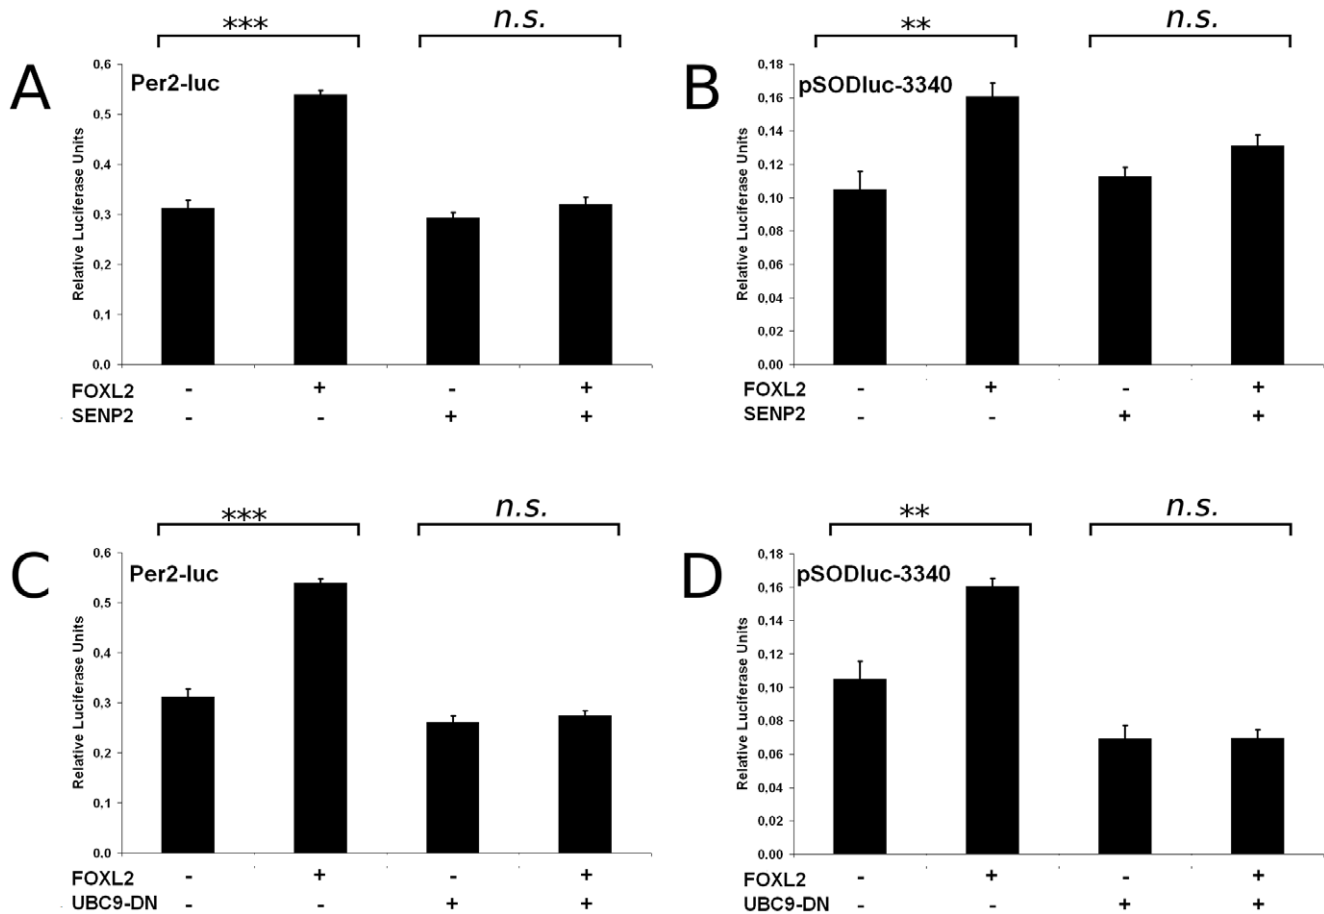 *** n.s.
A
Per2-luc
Relative Luciferase Units
0,6
0,5
0,4
0,3
0,2
0,1
0,0
FOXL2 - + - +
SENP2 - - + +
** n.s.
B
pSODluc-3340
Relative Luciferase Units
0,18
0,16
0,14
0,12
0,10
0,08
0,06
0,04
0,02
0,00
FOXL2 - + - +
SENP2 - - + +
*** n.s.
C
Per2-luc
Relative Luciferase Units
0,6
0,5
0,4
0,3
0,2
0,1
0,0
FOXL2 - + - +
UBC9-DN - - + +
** n.s.
D
pSODluc-3340
Relative Luciferase Units
0,18
0,16
0,14
0,12
0,10
0,08
0,06
0,04
0,02
0,00
FOXL2 - + - +
UBC9-DN - - + +